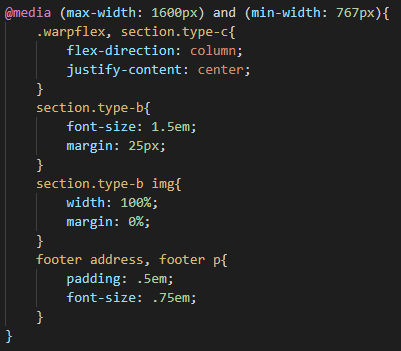 @media (max-width: 1600px) and (min-width: 767px){
    .warpflex, section.type-c{
        flex-direction: column;
        justify-content: center;
    }
    section.type-b{
        font-size: 1.5em;
        margin: 25px;
    }
    section.type-b img{
        width: 100%;
        margin: 0%;
    }
    footer address, footer p{
        padding: .5em;
        font-size: .75em;
    }
}